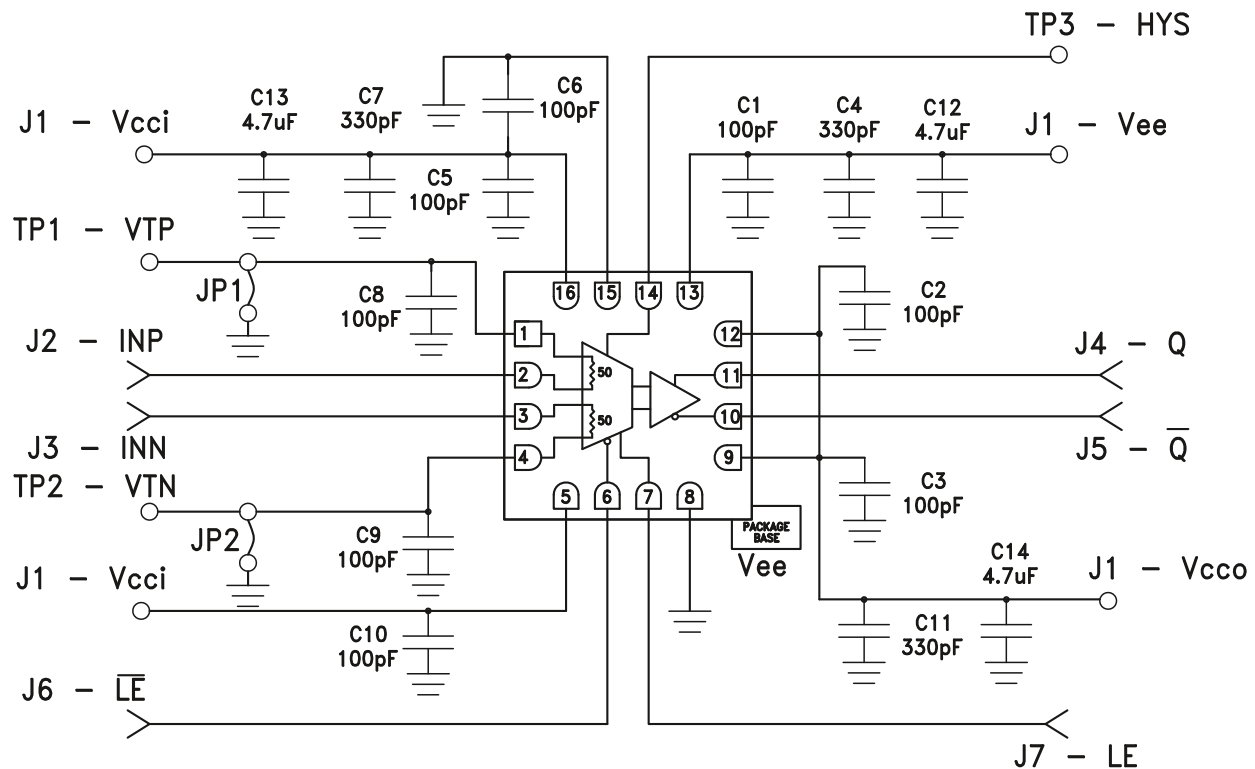 TP3 - HYS
J1 - Vcci
C13
4.7uF
C7
330pF
C6
100pF
C5
100pF
C1
100pF
C4
330pF
C12
4.7uF
J1 - Vee
TP1 - VTP
JP1
C8
100pF
16
15
14
13
C2
100pF
J2 - INP
1
2
3
4
50
50
12
11
10
9
J4 - Q
J3 - INN
J5 - Q̅
TP2 - VTN
JP2
C9
100pF
5
6
7
8
PACKAGE
BASE
Vee
C3
100pF
C14
4.7uF
J1 - Vcco
J1 - Vcci
C10
100pF
C11
330pF
J6 - L̅E̅
J7 - LE